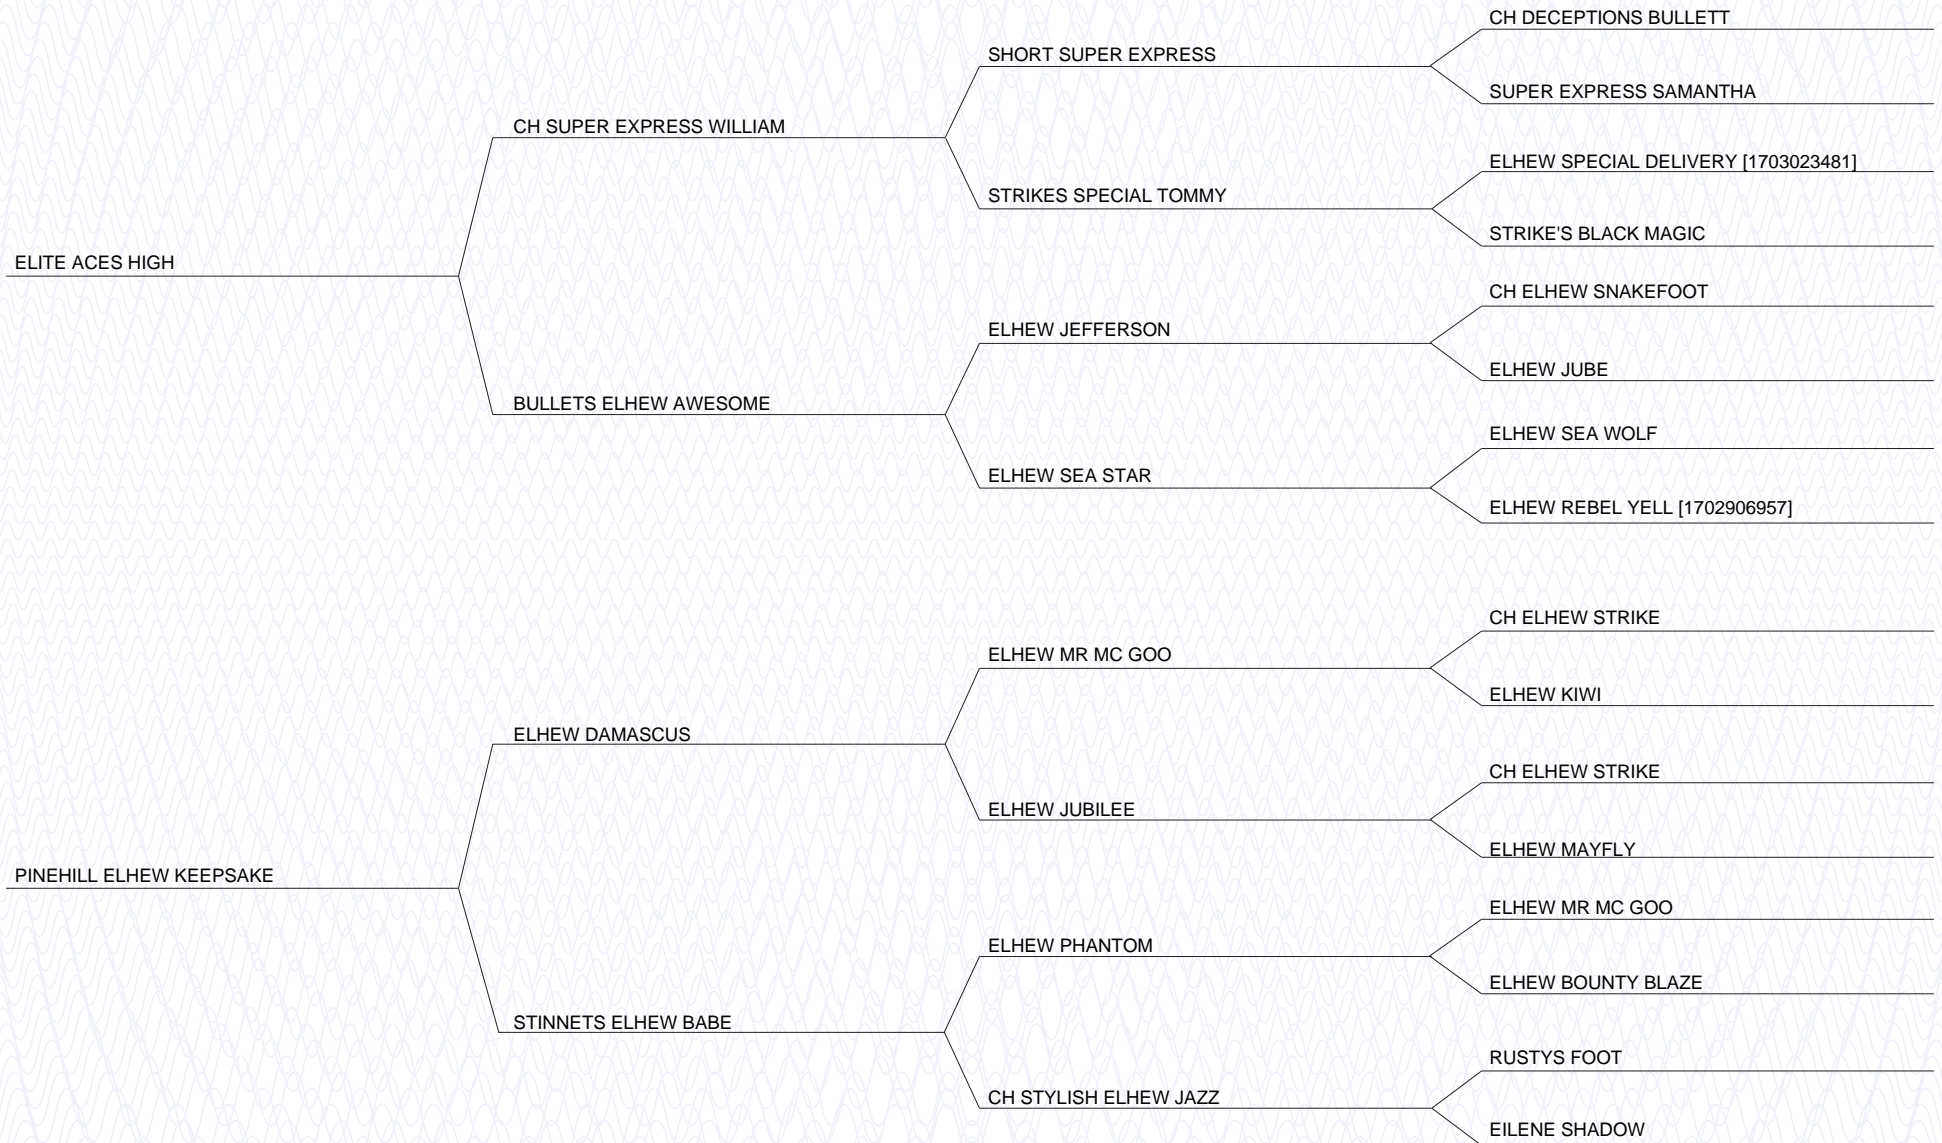 CH DECEPTIONS BULLETT
SHORT SUPER EXPRESS
SUPER EXPRESS SAMANTHA
CH SUPER EXPRESS WILLIAM
ELHEW SPECIAL DELIVERY [1703023481]
STRIKES SPECIAL TOMMY
STRIKE'S BLACK MAGIC
ELITE ACES HIGH
CH ELHEW SNAKEFOOT
ELHEW JEFFERSON
ELHEW JUBE
BULLETS ELHEW AWESOME
ELHEW SEA WOLF
ELHEW SEA STAR
ELHEW REBEL YELL [1702906957]
CH ELHEW STRIKE
ELHEW MR MC GOO
ELHEW KIWI
ELHEW DAMASCUS
CH ELHEW STRIKE
ELHEW JUBILEE
ELHEW MAYFLY
PINEHILL ELHEW KEEPSAKE
ELHEW MR MC GOO
ELHEW PHANTOM
ELHEW BOUNTY BLAZE
STINNETS ELHEW BABE
RUSTYS FOOT
CH STYLISH ELHEW JAZZ
EILENE SHADOW